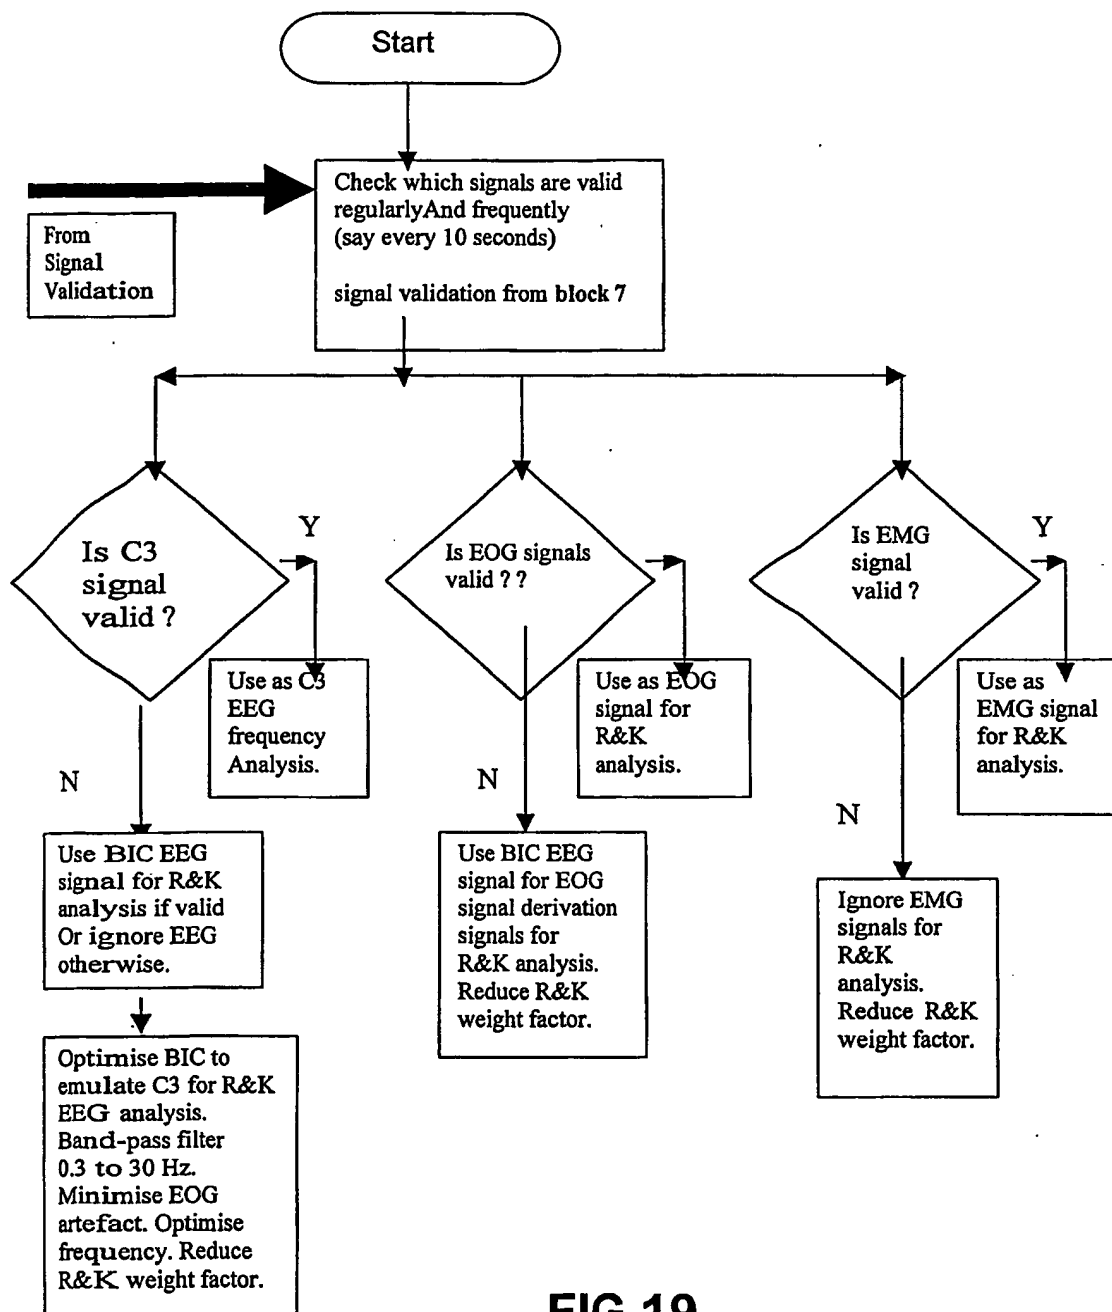 Start
Check which signals are valid
regularlyAnd frequently
(say every 10 seconds)
signal validation from block 7
From
Signal
Validation
Is C3
signal
valid ?
Y
Is EOG signals
valid ? ?
Is EMG
signal
valid ?
Y
Use as C3
EEG
frequency
Analysis.
Use as EOG
signal for
R&K
analysis.
Use as
EMG signal
for R&K
analysis.
N
N
N
Use BIC EEG
signal for R&K
analysis if valid
Or ignore EEG
otherwise.
Use BIC EEG
signal for EOG
signal derivation
signals for
R&K analysis.
Reduce R&K
weight factor.
Ignore EMG
signals for
R&K
analysis.
Reduce R&K
weight factor.
Optimise BIC to
emulate C3 for R&K
EEG analysis.
Band-pass filter
0.3 to 30 Hz.
Minimise EOG
artefact. Optimise
frequency. Reduce
R&K weight factor.
FIG 19